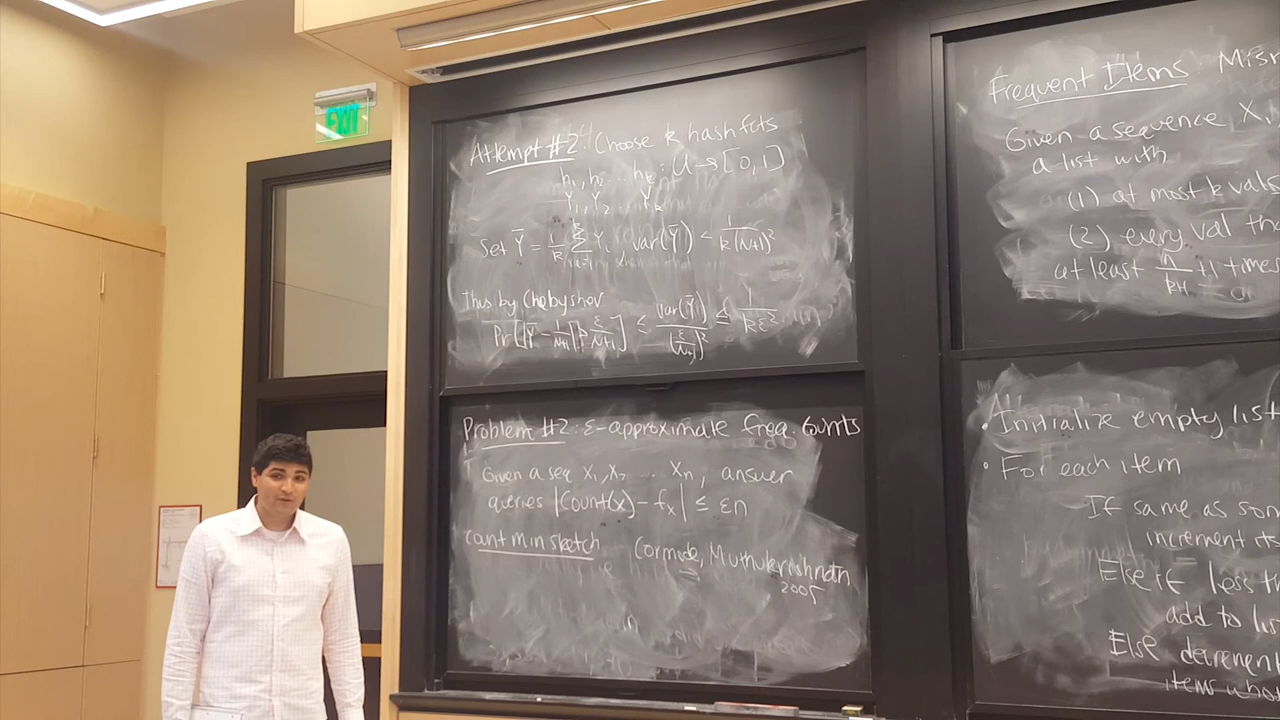 EXIT
Attempt #2: Choose k hash fcts
h₁, h₂ ... hₖ: U → [0,1]
Y₁, Y₂ ... Yₖ
Set Ȳ = 1/k Σ Yᵢ, var(Ȳ) ≤ 1/k(N+1)²
Thus by Chebyshev
Pr[|Ȳ - 1/N+1| > ε/N+1] ≤ var(Ȳ)/(ε/N+1)² ≤ 1/kε²
Problem #2: ε-approximate freq. counts
Given a seq X₁, X₂ ... Xₙ, answer
queries |Count(x) - fₓ| ≤ εn
count min sketch Cormode, Muthukrishnan
2005
Frequent Items: Misr
Given a sequence X₁
a list with
(1) at most k vals
(2) every val tha
at least n/k+1 +1 times
Initialize empty list
For each item
If same as som
increment its
Else if less th
add to lis
Else decrement
items who